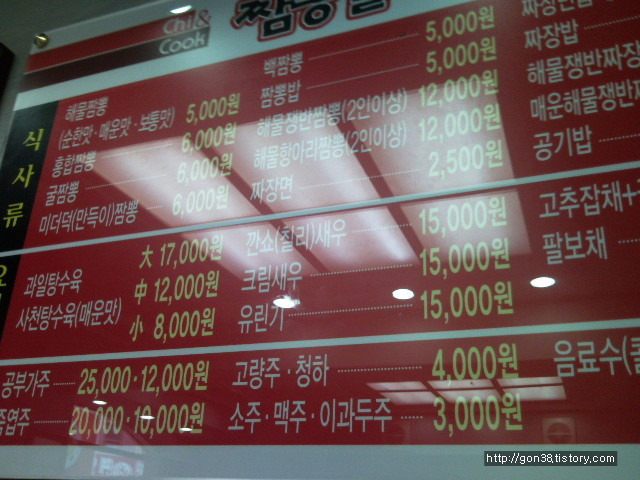 Chi&
Cook
짬뽕
식사류
해물짬뽕
(순한맛·매운맛·보통맛) 5,000원
홍합짬뽕 6,000원
굴짬뽕 6,000원
미더덕(만득이)짬뽕 6,000원
백짬뽕 5,000원
짬뽕밥 5,000원
해물쟁반짬뽕(2인이상) 12,000원
해물항아리짬뽕(2인이상) 12,000원
짜장면 2,500원
짜장밥
해물쟁반짜장
매운해물쟁반짜
공기밥
과일탕수육
사천탕수육(매운맛)
大 17,000원
中 12,000원
小 8,000원
깐쇼(칠리)새우 15,000원
크림새우 15,000원
유린기 15,000원
고추잡채+
팔보채
공부가주 25,000·12,000원
죽엽주 20,000·10,000원
고량주·청하 4,000원
소주·맥주·이과두주 3,000원
음료수(콜
http://gon38.tistory.com